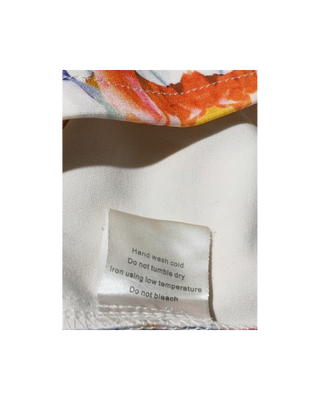 Hand wash cold
Do not tumble dry
Iron using low temperature
Do not bleach